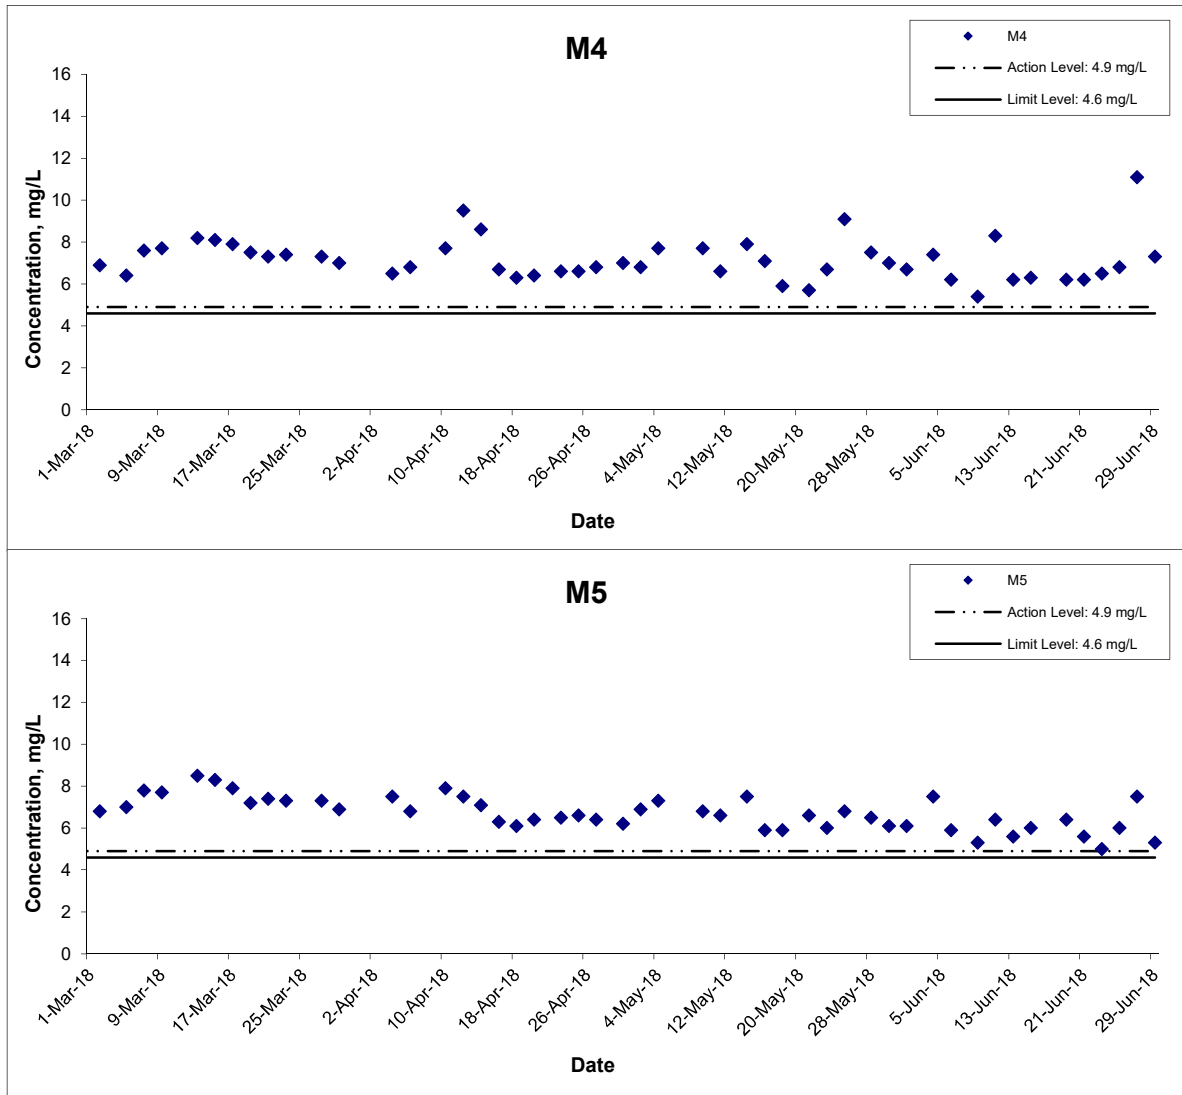 M4
M4
Action Level: 4.9 mg/L
Limit Level: 4.6 mg/L
Concentration, mg/L
16
14
12
10
8
6
4
2
0
1-Mar-18
9-Mar-18
17-Mar-18
25-Mar-18
2-Apr-18
10-Apr-18
18-Apr-18
26-Apr-18
4-May-18
12-May-18
20-May-18
28-May-18
5-Jun-18
13-Jun-18
21-Jun-18
29-Jun-18
Date
M5
M5
Action Level: 4.9 mg/L
Limit Level: 4.6 mg/L
Concentration, mg/L
16
14
12
10
8
6
4
2
0
1-Mar-18
9-Mar-18
17-Mar-18
25-Mar-18
2-Apr-18
10-Apr-18
18-Apr-18
26-Apr-18
4-May-18
12-May-18
20-May-18
28-May-18
5-Jun-18
13-Jun-18
21-Jun-18
29-Jun-18
Date